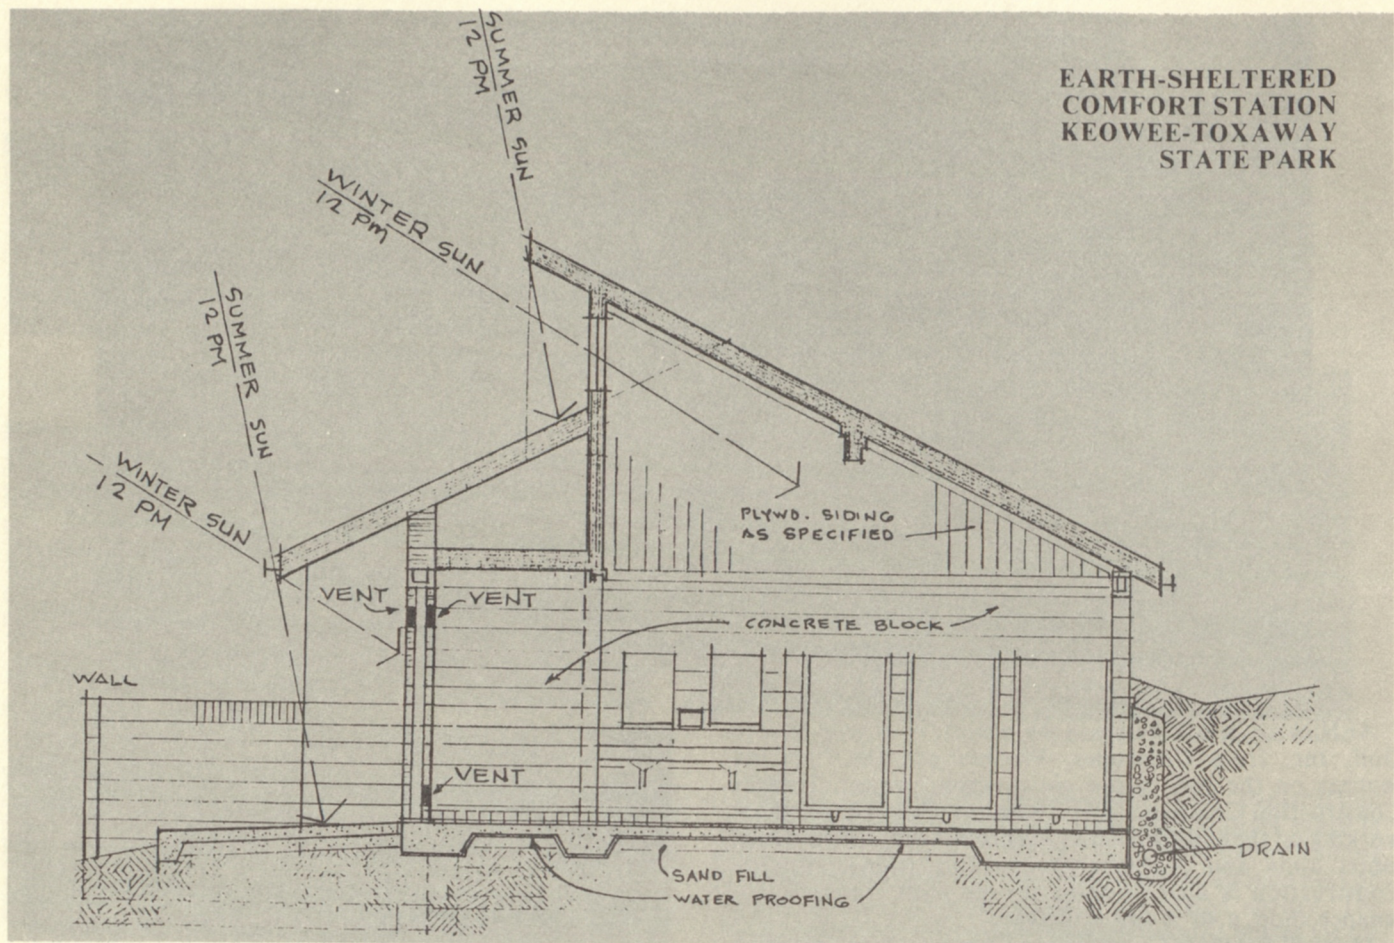 EARTH-SHELTERED
COMFORT STATION
KEOWEE-TOXAWAY
STATE PARK
SUMMER SUN
12 PM
WINTER SUN
12 PM
SUMMER SUN
12 PM
WINTER SUN
12 PM
PLYWD. SIDING
AS SPECIFIED
VENT
VENT
CONCRETE BLOCK
WALL
VENT
DRAIN
SAND FILL
WATER PROOFING